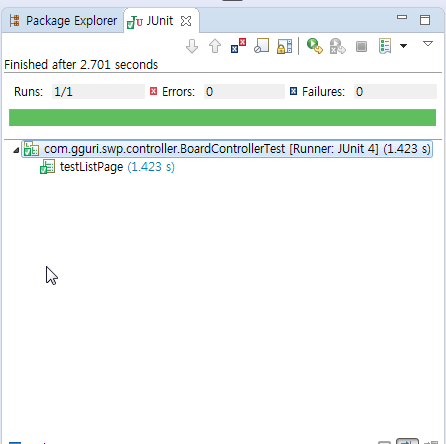 Package Explorer JUnit
Finished after 2.701 seconds
Runs: 1/1 Errors: 0 Failures: 0
com.gguri.swp.controller.BoardControllerTest [Runner: JUnit 4] (1.423 s)
testListPage (1.423 s)